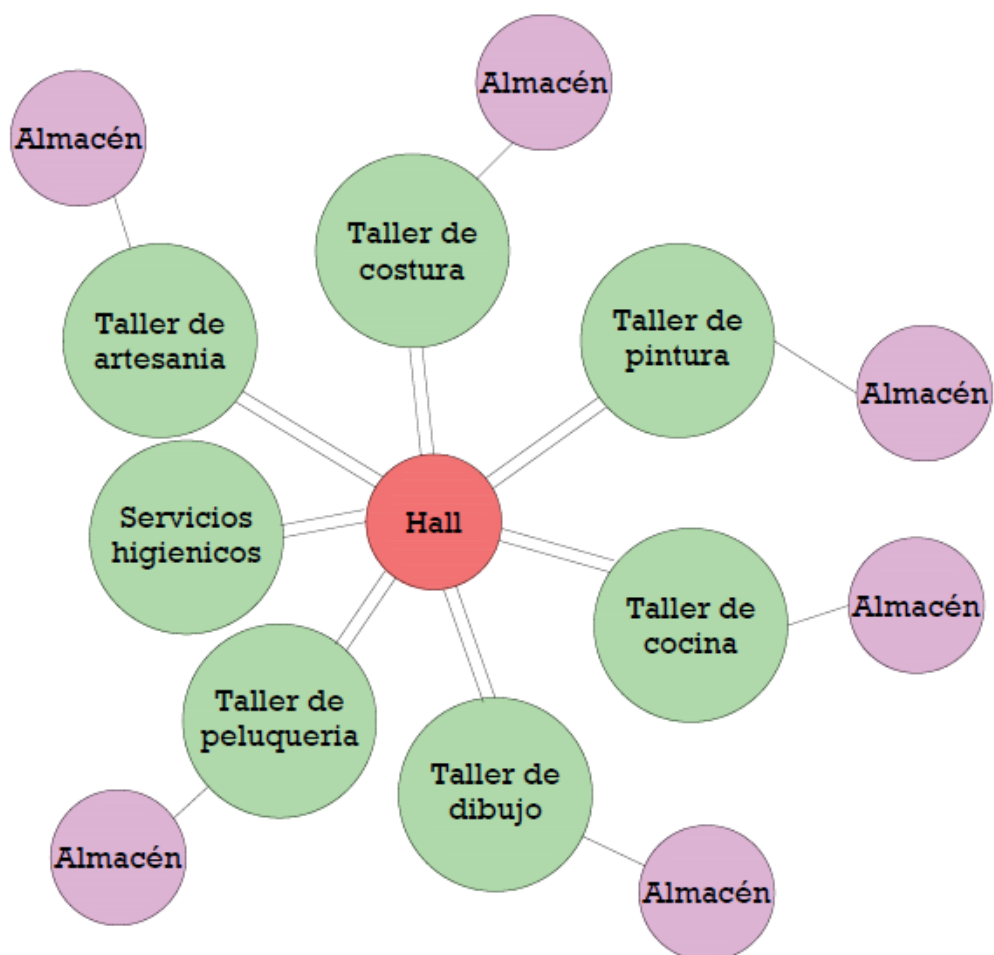 Almacén
Almacén
Taller de
costura
Taller de
artesania
Taller de
pintura
Almacén
Servicios
higienicos
Hall
Taller de
cocina
Almacén
Taller de
peluqueria
Taller de
dibujo
Almacén
Almacén